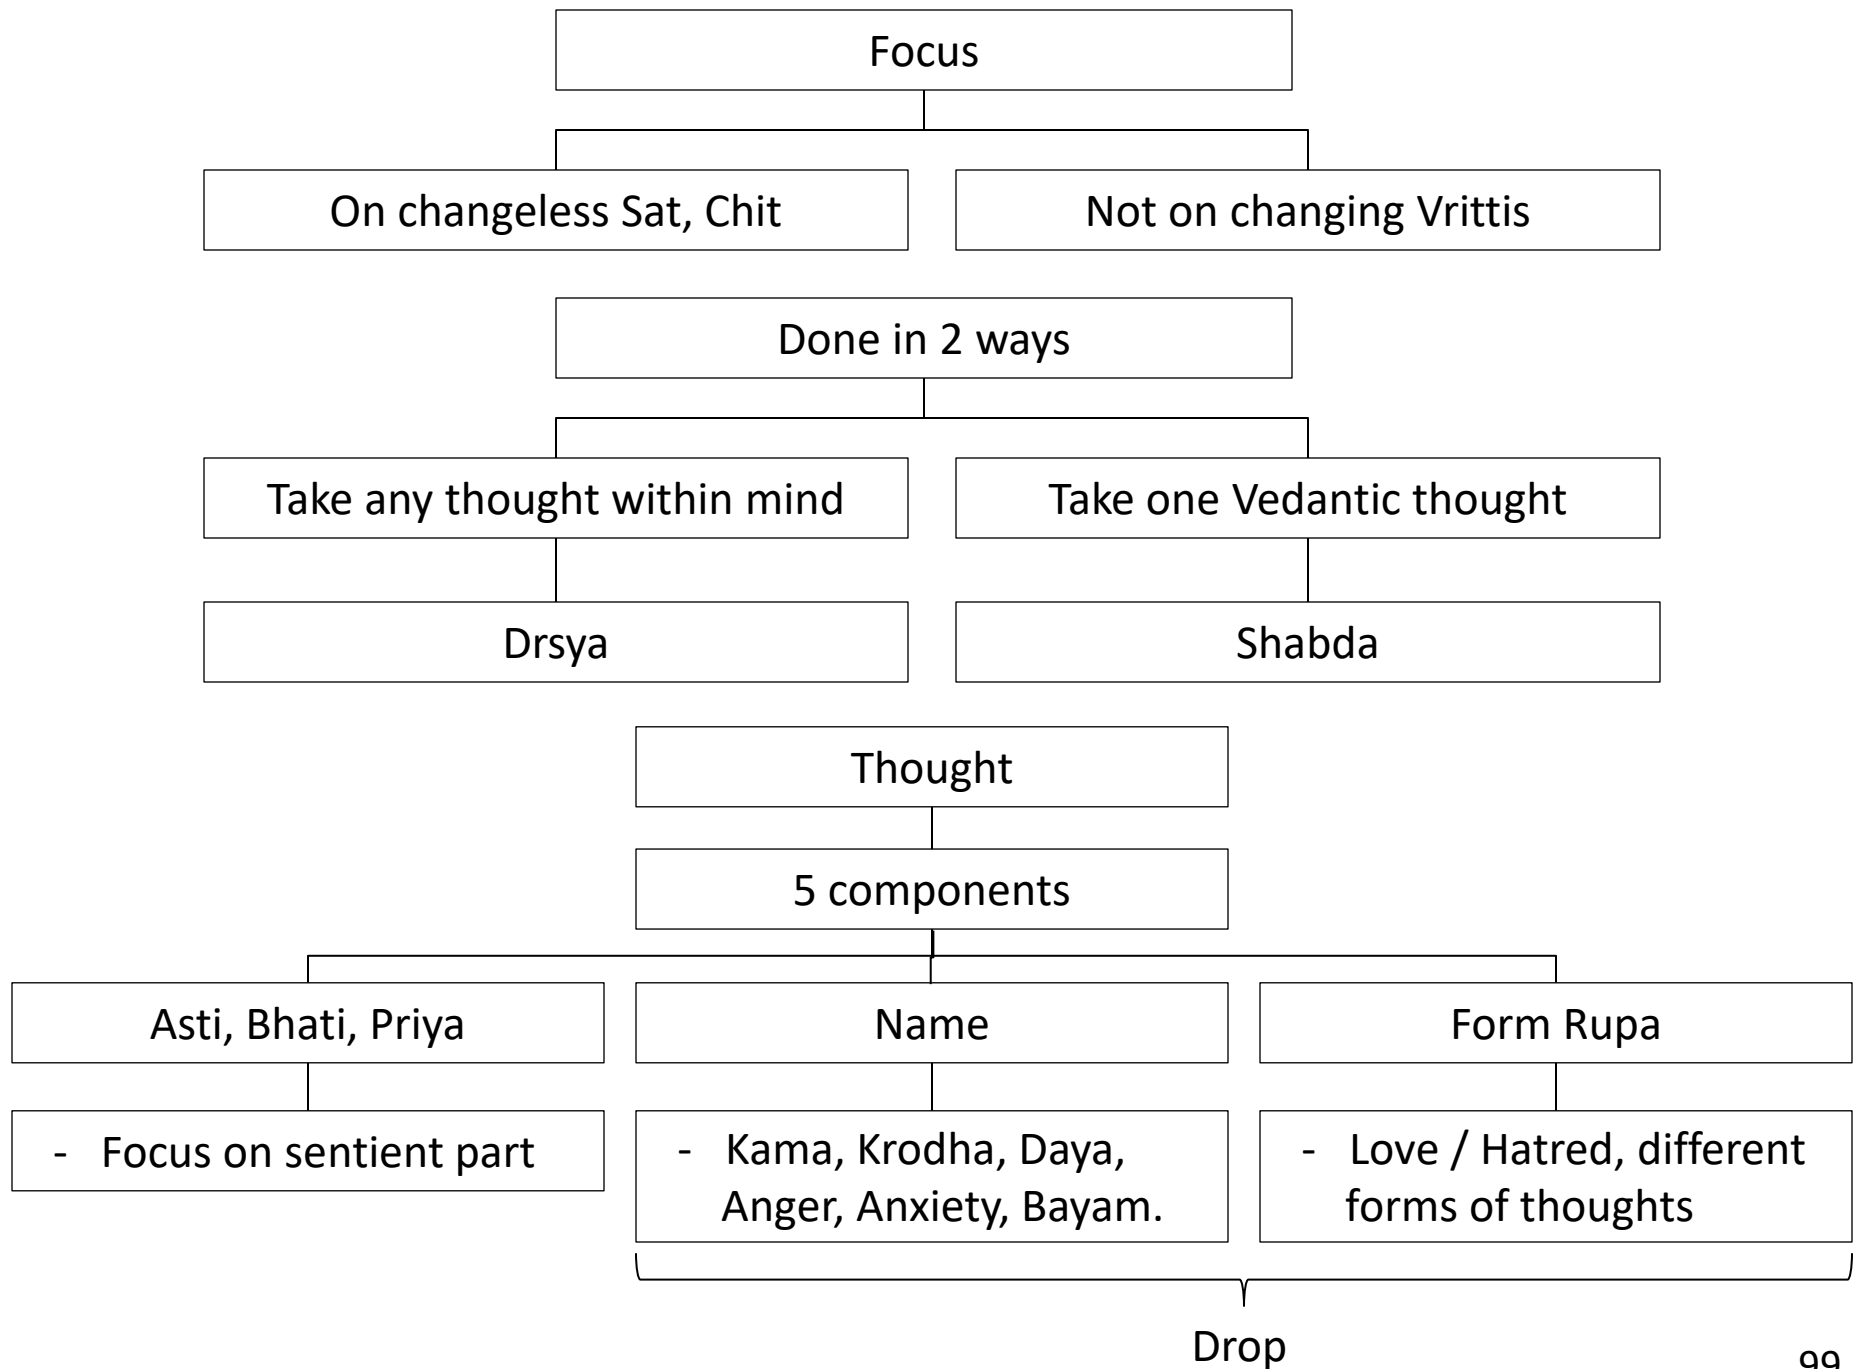 Focus
On changeless Sat, Chit
Not on changing Vrittis
Done in 2 ways
Take any thought within mind
Take one Vedantic thought
Drsya
Shabda
Thought
5 components
Asti, Bhati, Priya
Name
Form Rupa
- Focus on sentient part
- Kama, Krodha, Daya,
Anger, Anxiety, Bayam.
- Love / Hatred, different
forms of thoughts
Drop
99